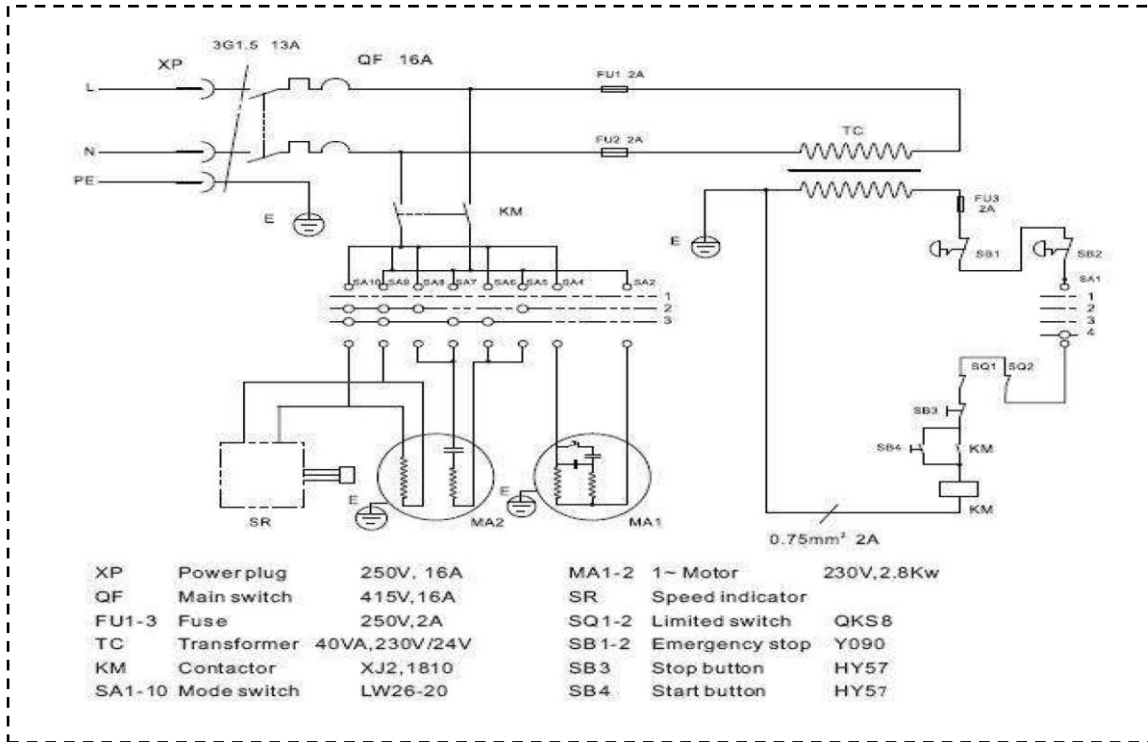 3G1.5 13A
XP
QF 16A
L
FU1 2A
TC
N
FU2 2A
PE
E
KM
E
FU3
2A
SB1
SB2
SA10 SA9 SA8 SA7 SA6 SA5 SA4 SA2
SA1
1
2
3
1
2
3
4
SQ1 SQ2
SB3
SB4
KM
KM
E
E
SR
MA2
MA1
0.75mm² 2A
XP Power plug 250V, 16A
QF Main switch 415V,16A
FU1-3 Fuse 250V,2A
TC Transformer 40VA,230V/24V
KM Contactor XJ2,1810
SA1-10 Mode switch LW26-20
MA1-2 1~ Motor 230V,2.8Kw
SR Speed indicator
SQ1-2 Limited switch QKS8
SB1-2 Emergency stop Y090
SB3 Stop button HY57
SB4 Start button HY57